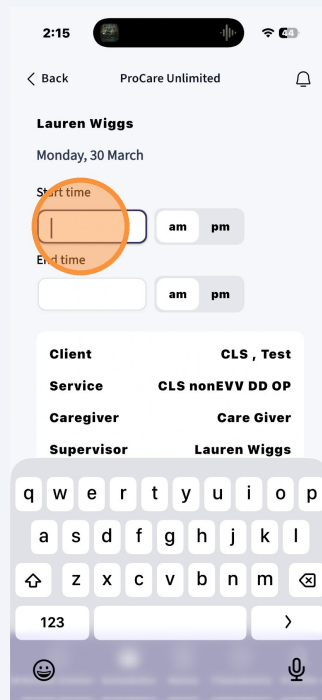 2:15
44
Back ProCare Unlimited
Lauren Wiggs
Monday, 30 March
Start time
am pm
End time
am pm
Client CLS , Test
Service CLS nonEVV DD OP
Caregiver Care Giver
Supervisor Lauren Wiggs
q w e r t y u i o p
a s d f g h j k l
z x c v b n m
123